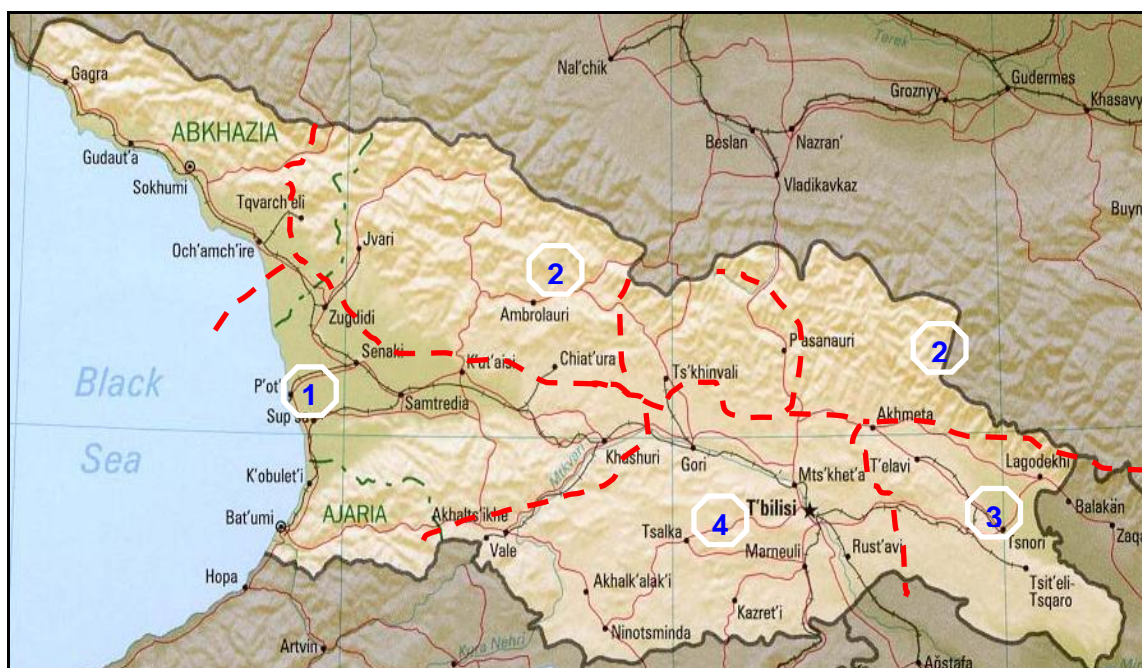 Terek
Gagra
Nal'chik
Gudermes
Groznyy
Khasavy
ABKHAZIA
Beslan
Nazran'
Gudaut'a
Sokhumi
Vladikavkaz
Tqvarch'eli
Buyn
Och'amch'ire
Jvari
2
Ambrolauri
Zugdidi
P'asanauri
2
Senaki
K'ut'aisi
Chiat'ura
Ts'khinvali
Black
P'ot'
1
Samtredia
Sup'sa
Akhmeta
Sea
Mtkvari
Khashuri
Gori
T'elavi
Lagodekhi
K'obulet'i
Mts'khet'a
Balakän
AJARIA
Akhalts'ikhe
T'bilisi
4
3
Bat'umi
Tsalka
Tsnori
Zaqa
Vale
Marneuli
Rust'avi
Tsit'eli-
Tsqaro
Hopa
Akhalk'alak'i
Kazret'i
Ninotsminda
Artvin
Kura Nehri
Ağstafa